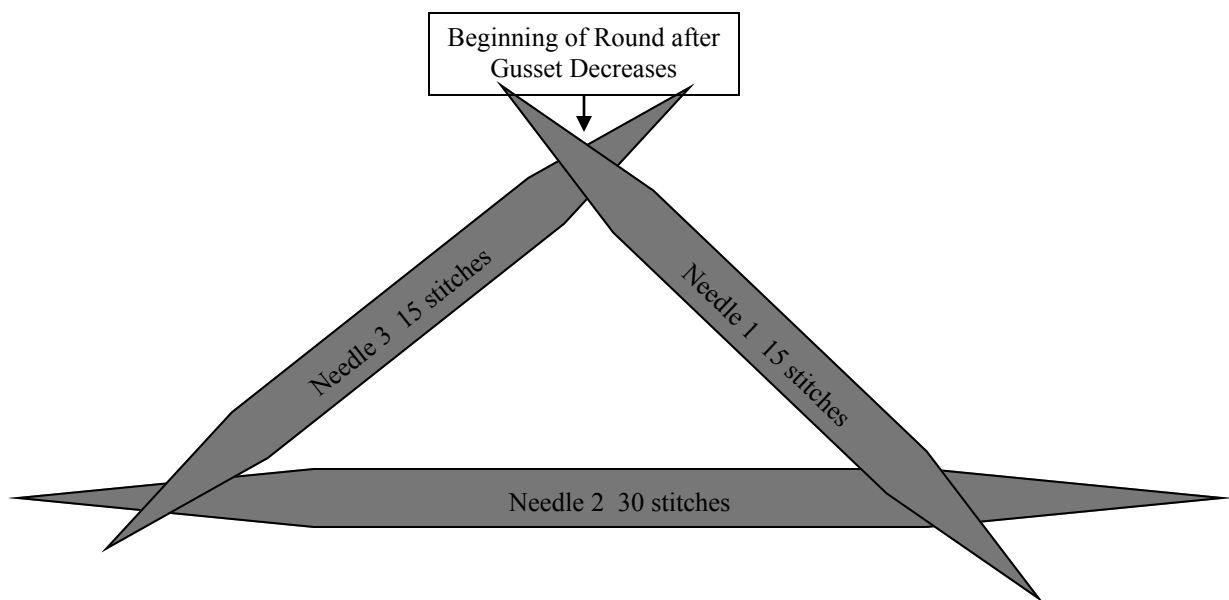 Beginning of Round after
Gusset Decreases
Needle 3  15 stitches
Needle 1  15 stitches
Needle 2  30 stitches